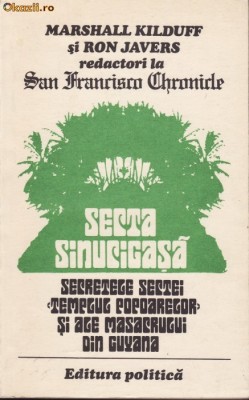 Okazii.ro
MARSHALL KILDUFF
și RON JAVERS
redactori la
San Francisco Chronicle
SECTA
SINUCIGAȘĂ
SECRETELE SECTEI
«TEMPLUL POPOARELOR»
ȘI ALE MASACRULUI
DIN GUYANA
Editura politică